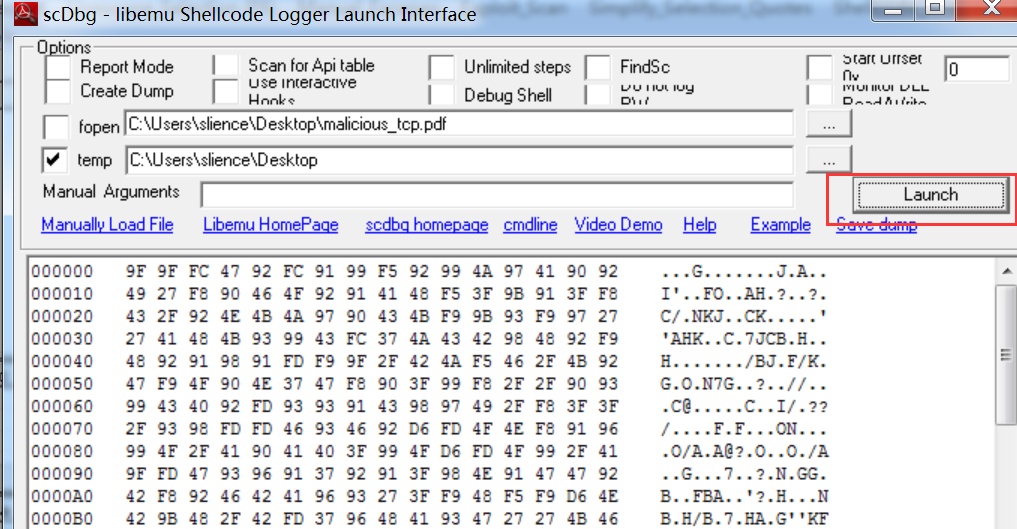 scDbg - libemu Shellcode Logger Launch Interface
Options
Report Mode Scan for Api table Unlimited steps FindSc Start Offset 0x 0
Create Dump Use Interactive Hooks Debug Shell Do not log Monitor DLL
fopen C:\Users\slience\Desktop\malicious_tcp.pdf ...
temp C:\Users\slience\Desktop ...
Manual Arguments Launch
Manually Load File Libemu HomePage scdbg homepage cmdline Video Demo Help Example Save dump
000000 9F 9F FC 47 92 FC 91 99 F5 92 99 4A 97 41 90 92 ...G.......J.A..
000010 49 27 F8 90 46 4F 92 91 41 48 F5 3F 9B 91 3F F8 I'..FO..AH.?..?.
000020 43 2F 92 4E 4B 4A 97 90 43 4B F9 9B 93 F9 97 27 C/.NKJ..CK.....'
000030 27 41 48 4B 93 99 43 FC 37 4A 43 42 98 48 92 F9 'AHK..C.7JCB.H..
000040 48 92 91 98 91 FD F9 9F 2F 42 4A F5 46 2F 4B 92 H......./BJ.F/K.
000050 47 F9 4F 90 4E 37 47 F8 90 3F 99 F8 2F 2F 90 93 G.O.N7G..?..//..
000060 99 43 40 92 FD 93 93 91 43 98 97 49 2F F8 3F 3F .C@.....C..I/.??
000070 2F 93 98 FD FD 46 93 46 92 D6 FD 4F 4E F8 91 96 /....F.F...ON...
000080 99 4F 2F 41 90 41 40 3F 99 4F D6 FD 4F 99 2F 41 .O/A.A@?.O..O./A
000090 9F FD 47 93 96 91 37 92 91 3F 98 4E 91 47 47 92 ..G...7..?.N.GG.
0000A0 42 F8 92 46 42 41 96 93 27 3F F9 48 F5 F9 D6 4E B..FBA..'?.H...N
0000B0 42 9B 48 2F 42 FD 37 96 48 41 93 47 27 27 4B 46 B.H/B.7.HA.G''KF